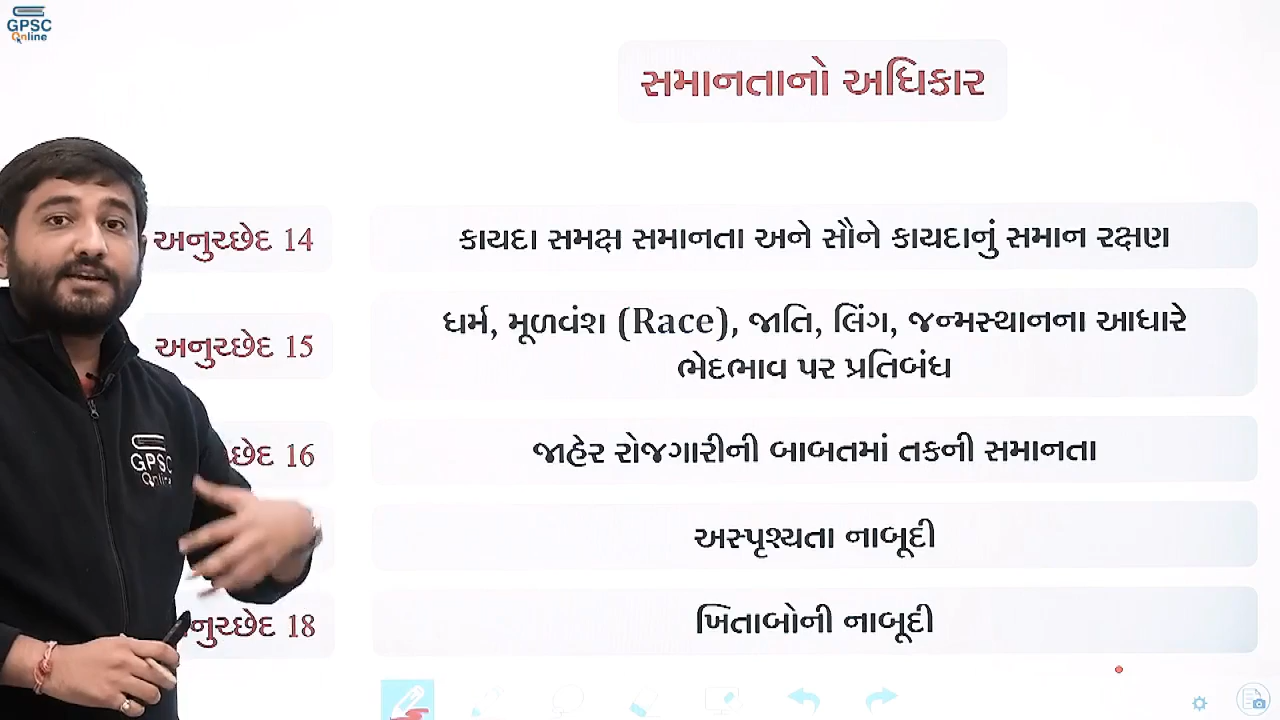 GPSC
Online
સમાનતાનો અધિકાર
અનુચ્છેદ 14
કાયદા સમક્ષ સમાનતા અને સૌને કાયદાનું સમાન રક્ષણ
અનુચ્છેદ 15
ધર્મ, મૂળવંશ (Race), જાતિ, લિંગ, જન્મસ્થાનના આધારે
ભેદભાવ પર પ્રતિબંધ
16
જાહેર રોજગારીની બાબતમાં તકની સમાનતા
અસ્પૃશ્યતા નાબૂદી
18
ખિતાબોની નાબૂદી
GPSC
Online